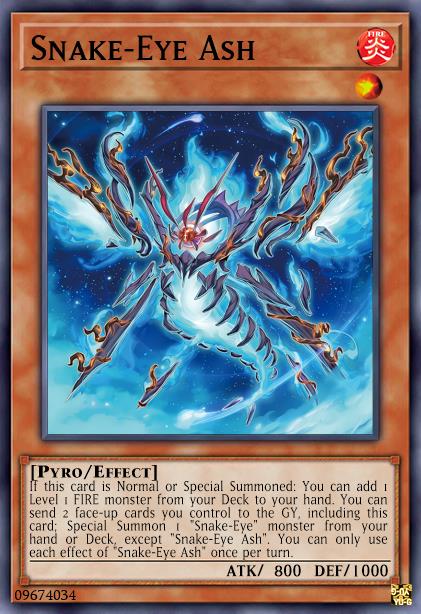 Snake-Eye Ash
FIRE
炎
[Pyro/Effect]
If this card is Normal or Special Summoned: You can add 1
Level 1 FIRE monster from your Deck to your hand. You can
send 2 face-up cards you control to the GY, including this
card; Special Summon 1 "Snake-Eye" monster from your
hand or Deck, except "Snake-Eye Ash". You can only use
each effect of "Snake-Eye Ash" once per turn.
ATK/ 800 DEF/1000
09674034